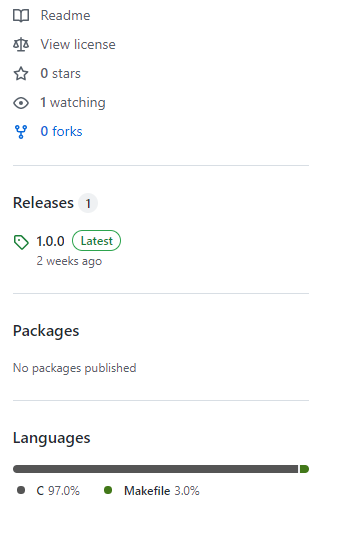 Readme
View license
0 stars
1 watching
0 forks
Releases 1
1.0.0 Latest
2 weeks ago
Packages
No packages published
Languages
C 97.0% Makefile 3.0%